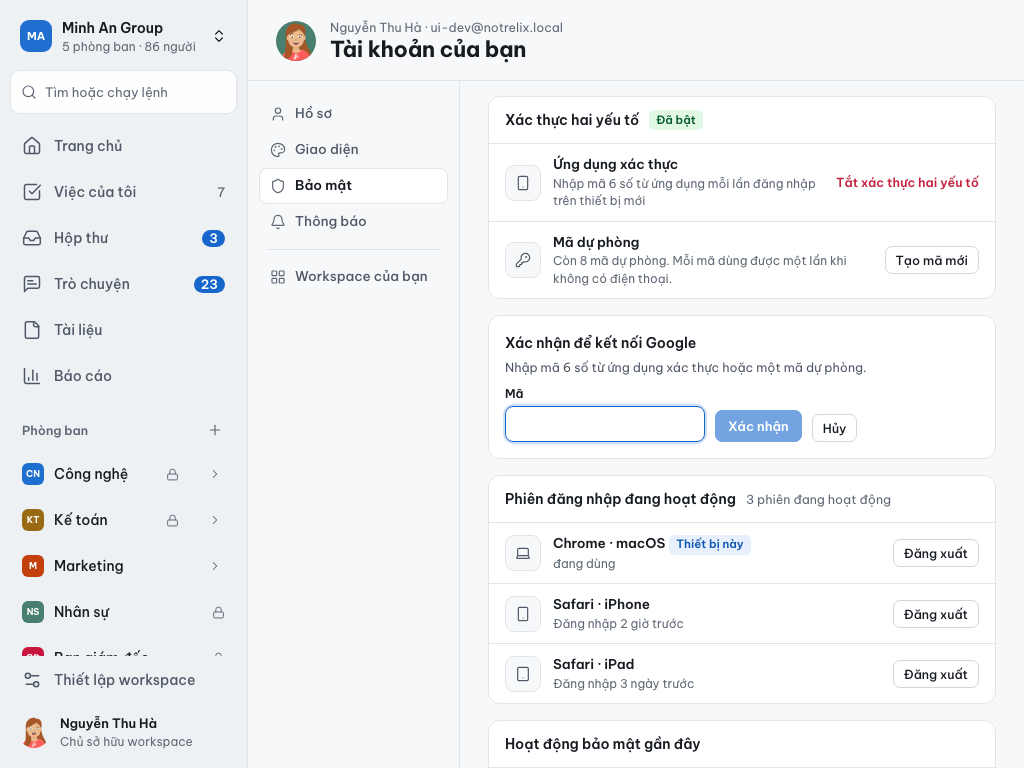 MA
Minh An Group
5 phòng ban · 86 người
Tìm hoặc chạy lệnh
Trang chủ
Việc của tôi 7
Hộp thư 3
Trò chuyện 23
Tài liệu
Báo cáo
Phòng ban
CN Công nghệ
KT Kế toán
M Marketing
NS Nhân sự
Thiết lập workspace
Nguyễn Thu Hà
Chủ sở hữu workspace
Nguyễn Thu Hà · ui-dev@notrelix.local
Tài khoản của bạn
Hồ sơ
Giao diện
Bảo mật
Thông báo
Workspace của bạn
Xác thực hai yếu tố Đã bật
Ứng dụng xác thực
Nhập mã 6 số từ ứng dụng mỗi lần đăng nhập
trên thiết bị mới
Tắt xác thực hai yếu tố
Mã dự phòng
Còn 8 mã dự phòng. Mỗi mã dùng được một lần khi
không có điện thoại.
Tạo mã mới
Xác nhận để kết nối Google
Nhập mã 6 số từ ứng dụng xác thực hoặc một mã dự phòng.
Mã
Xác nhận Hủy
Phiên đăng nhập đang hoạt động 3 phiên đang hoạt động
Chrome · macOS Thiết bị này
đang dùng
Đăng xuất
Safari · iPhone
Đăng nhập 2 giờ trước
Đăng xuất
Safari · iPad
Đăng nhập 3 ngày trước
Đăng xuất
Hoạt động bảo mật gần đây